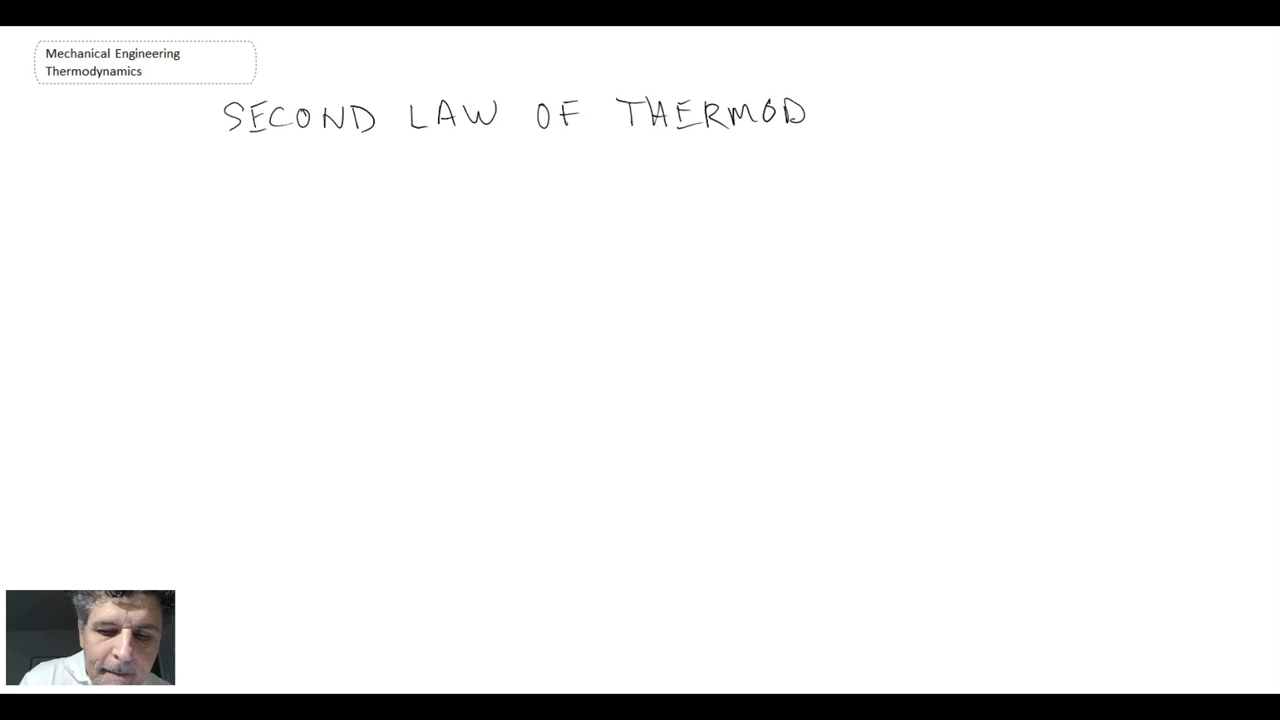 Mechanical Engineering
Thermodynamics
SECOND LAW OF THERMOD